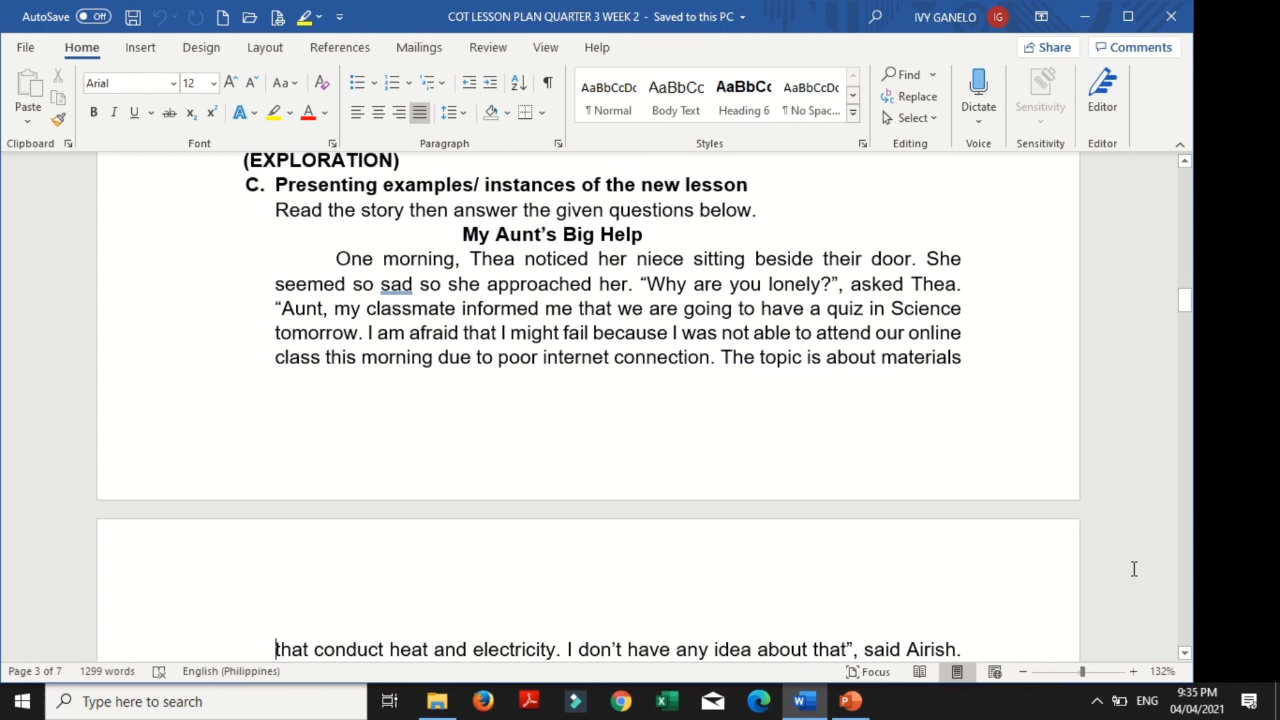 AutoSave Off COT LESSON PLAN QUARTER 3 WEEK 2 - Saved to this PC IVY GANELO IG
File Home Insert Design Layout References Mailings Review View Help Share Comments
Arial 12 Aa AaBbCcDc AaBbCc AaBbCc AaBbCcDc Find
Paste B I U ab x₂ x² A A ¶ Normal Body Text Heading 6 ¶ No Spac... Replace Dictate Sensitivity Editor
Select
Clipboard Font Paragraph Styles Editing Voice Sensitivity Editor
(EXPLORATION)
C. Presenting examples/ instances of the new lesson
Read the story then answer the given questions below.
My Aunt's Big Help
One morning, Thea noticed her niece sitting beside their door. She
seemed so sad so she approached her. “Why are you lonely?”, asked Thea.
“Aunt, my classmate informed me that we are going to have a quiz in Science
tomorrow. I am afraid that I might fail because I was not able to attend our online
class this morning due to poor internet connection. The topic is about materials
that conduct heat and electricity. I don’t have any idea about that”, said Airish.
Page 3 of 7 1299 words English (Philippines) Focus 132%
Type here to search ENG 9:35 PM
04/04/2021